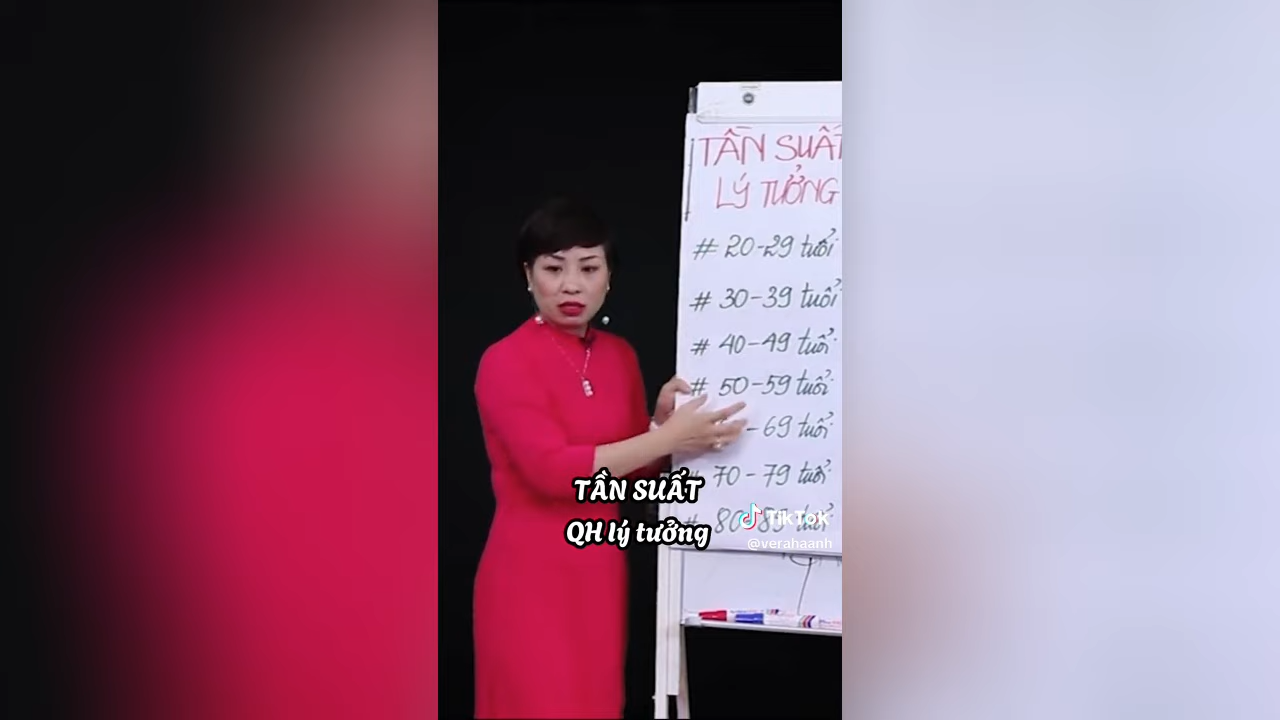 TẦN SUẤT
LÝ TƯỞNG
# 20-29 tuổi
# 30-39 tuổi
# 40-49 tuổi
# 50-59 tuổi
- 69 tuổi
70 - 79 tuổi
TẦN SUẤT
QH lý tưởng
TikTok
@verahaanh